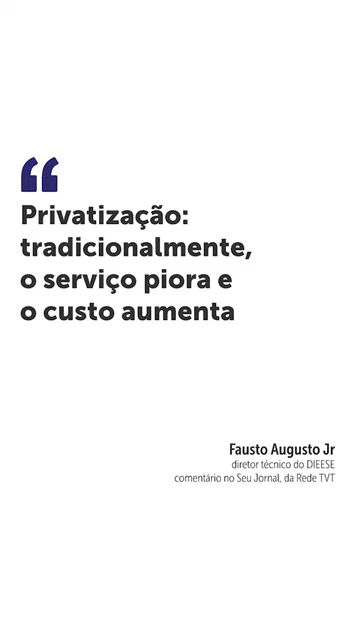 “
Privatização:
tradicionalmente,
o serviço piora e
o custo aumenta
Fausto Augusto Jr
diretor técnico do DIEESE
comentário no Seu Jornal, da Rede TVT